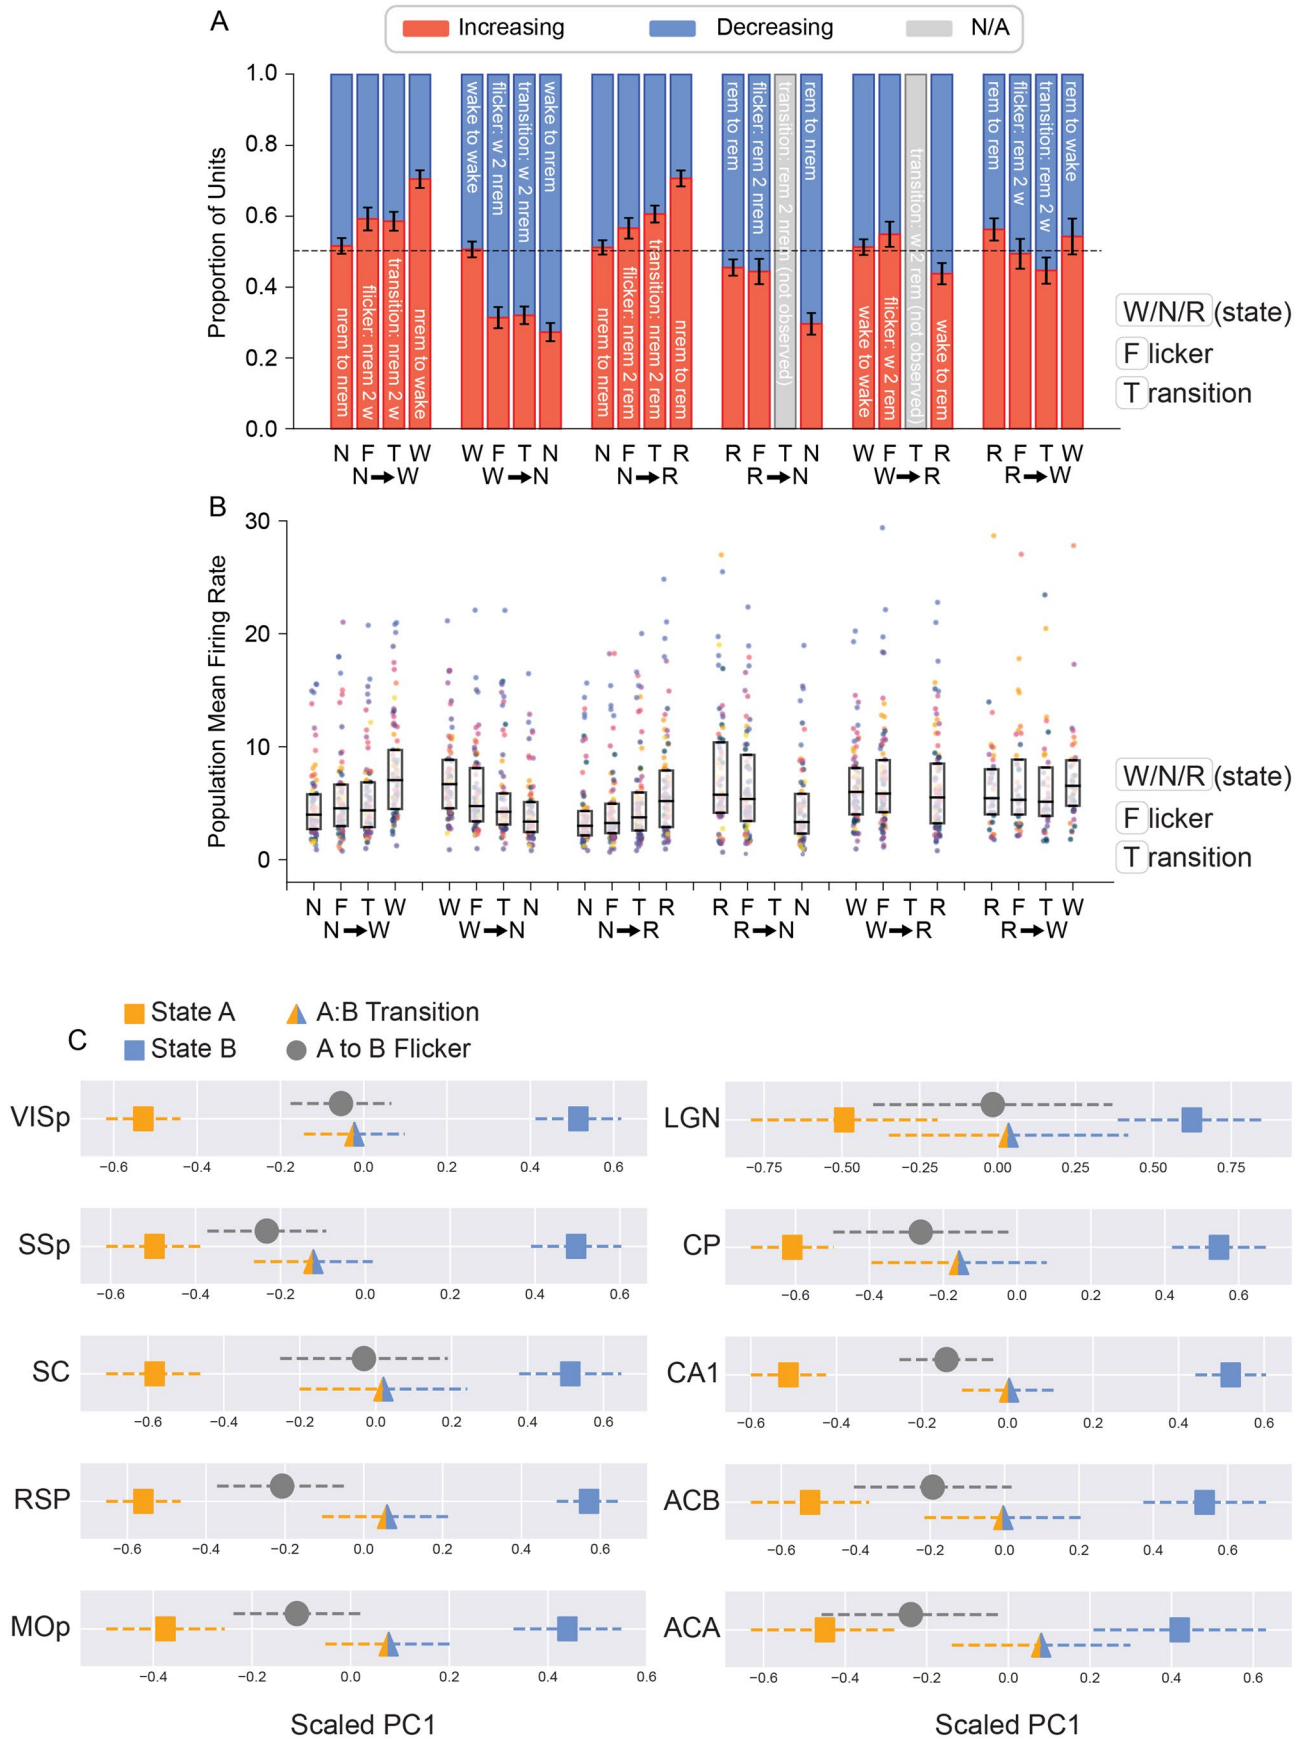 A
Increasing Decreasing N/A
Proportion of Units
1.0
0.8
0.6
0.4
0.2
0.0
nrem to nrem
flicker: nrem 2 w
transition: nrem 2 w
nrem to wake
wake to wake
flicker: w 2 nrem
transition: w 2 nrem
wake to nrem
nrem to nrem
flicker: nrem 2 rem
transition: nrem 2 rem
nrem to rem
rem to rem
flicker: rem 2 nrem
transition: rem 2 nrem (not observed)
rem to nrem
wake to wake
flicker: w 2 rem
transition: w 2 rem (not observed)
wake to rem
rem to rem
flicker: rem 2 w
transition: rem 2 w
rem to wake
W/N/R (state)
F licker
T ransition
N F T W W F T N N F T R R F T N W F T R R F T W
N→W W→N N→R R→N W→R R→W
B
Population Mean Firing Rate
30
20
10
0
W/N/R (state)
F licker
T ransition
N F T W W F T N N F T R R F T N W F T R R F T W
N→W W→N N→R R→N W→R R→W
C
State A A:B Transition
State B A to B Flicker
VISp
−0.6 −0.4 −0.2 0.0 0.2 0.4 0.6
LGN
−0.75 −0.50 −0.25 0.00 0.25 0.50 0.75
SSp
−0.6 −0.4 −0.2 0.0 0.2 0.4 0.6
CP
−0.6 −0.4 −0.2 0.0 0.2 0.4 0.6
SC
−0.6 −0.4 −0.2 0.0 0.2 0.4 0.6
CA1
−0.6 −0.4 −0.2 0.0 0.2 0.4 0.6
RSP
−0.6 −0.4 −0.2 0.0 0.2 0.4 0.6
ACB
−0.6 −0.4 −0.2 0.0 0.2 0.4 0.6
MOp
−0.4 −0.2 0.0 0.2 0.4 0.6
ACA
−0.6 −0.4 −0.2 0.0 0.2 0.4 0.6
Scaled PC1 Scaled PC1